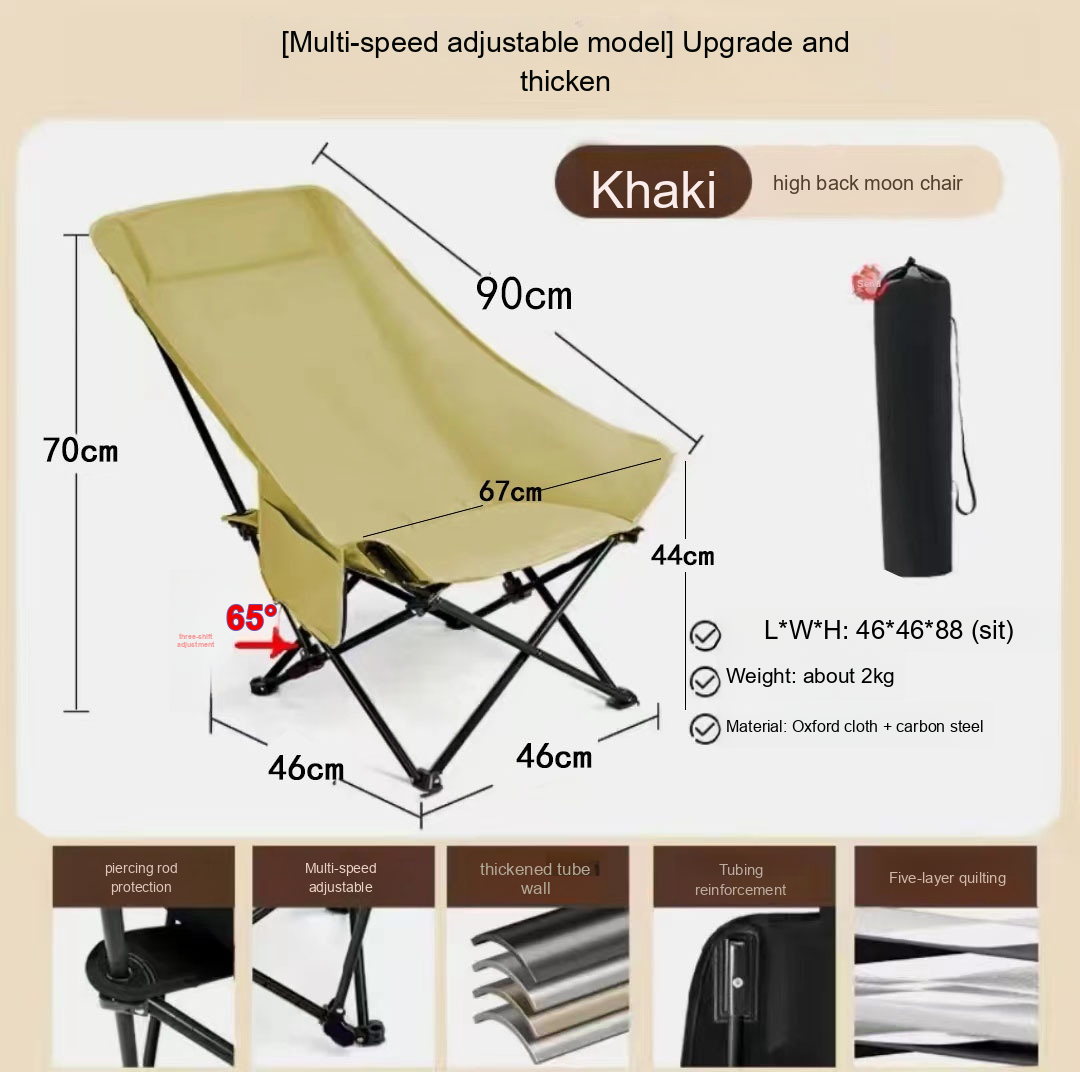 [Multi-speed adjustable model] Upgrade and
thicken
Khaki
high back moon chair
90cm
70cm
67cm
44cm
65°
three-shift
adjustment
L*W*H: 46*46*88 (sit)
Weight: about 2kg
Material: Oxford cloth + carbon steel
46cm
46cm
piercing rod
protection
Multi-speed
adjustable
thickened tube
wall
Tubing
reinforcement
Five-layer quilting